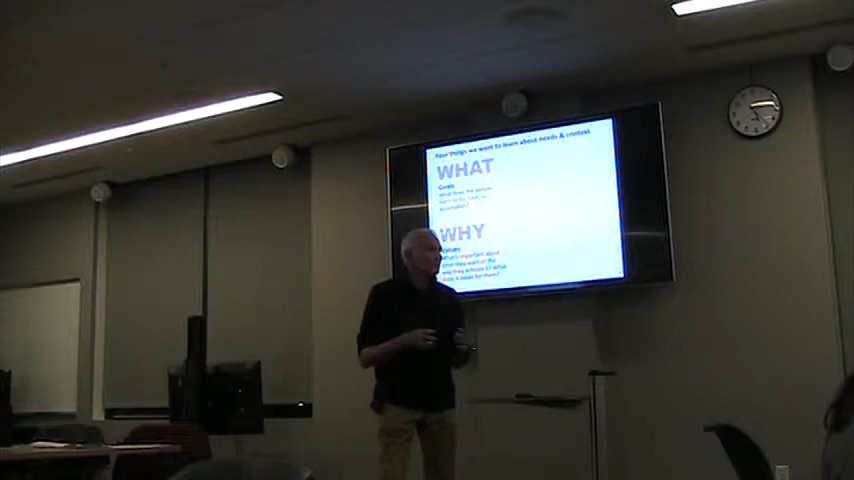 Four things we want to learn about needs & context
WHAT
Goals
What does the person
want to do, have, or
accomplish?
WHY
Values
What's important about
what they want or the
way they achieve it? What
does it mean for them?